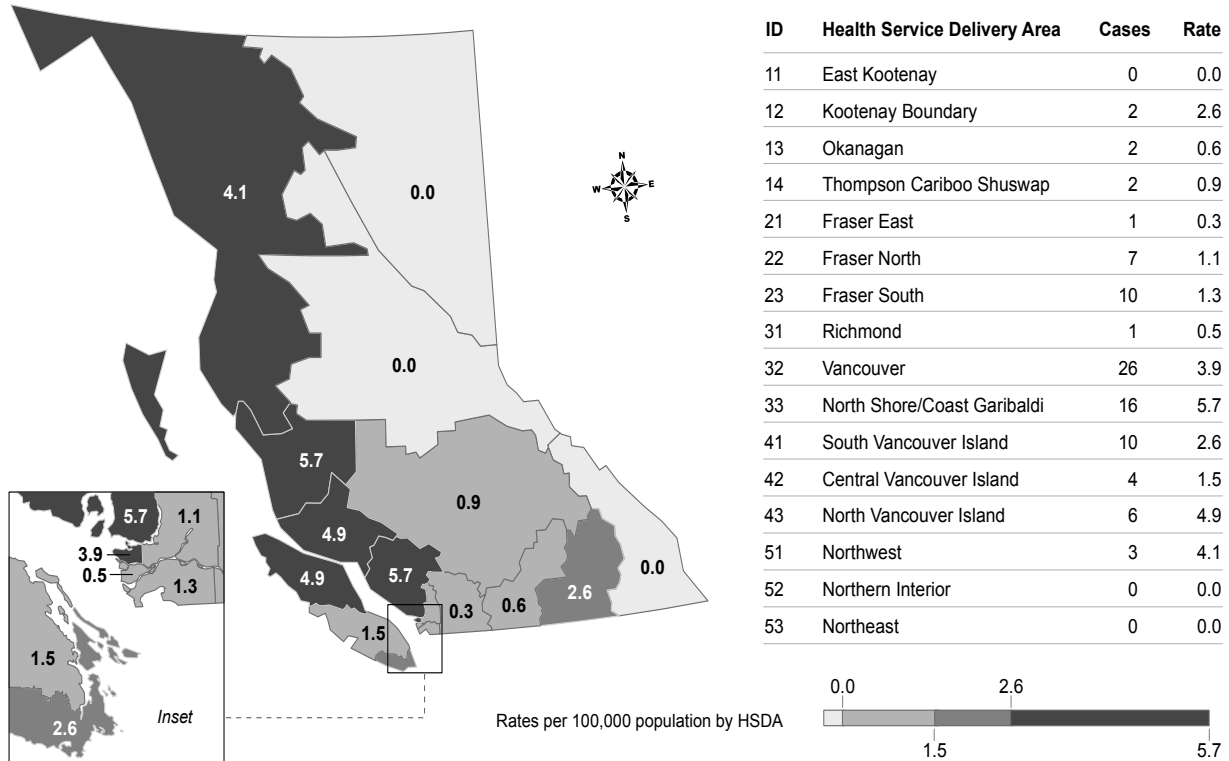 4.1
0.0
0.0
5.7
4.9
0.9
4.9
5.7
0.3
0.6
2.6
0.0
1.5
N
W E
S
5.7
1.1
3.9
0.5
1.3
1.5
2.6
Inset
ID Health Service Delivery Area Cases Rate
11 East Kootenay 0 0.0
12 Kootenay Boundary 2 2.6
13 Okanagan 2 0.6
14 Thompson Cariboo Shuswap 2 0.9
21 Fraser East 1 0.3
22 Fraser North 7 1.1
23 Fraser South 10 1.3
31 Richmond 1 0.5
32 Vancouver 26 3.9
33 North Shore/Coast Garibaldi 16 5.7
41 South Vancouver Island 10 2.6
42 Central Vancouver Island 4 1.5
43 North Vancouver Island 6 4.9
51 Northwest 3 4.1
52 Northern Interior 0 0.0
53 Northeast 0 0.0
Rates per 100,000 population by HSDA
0.0 2.6
1.5 5.7